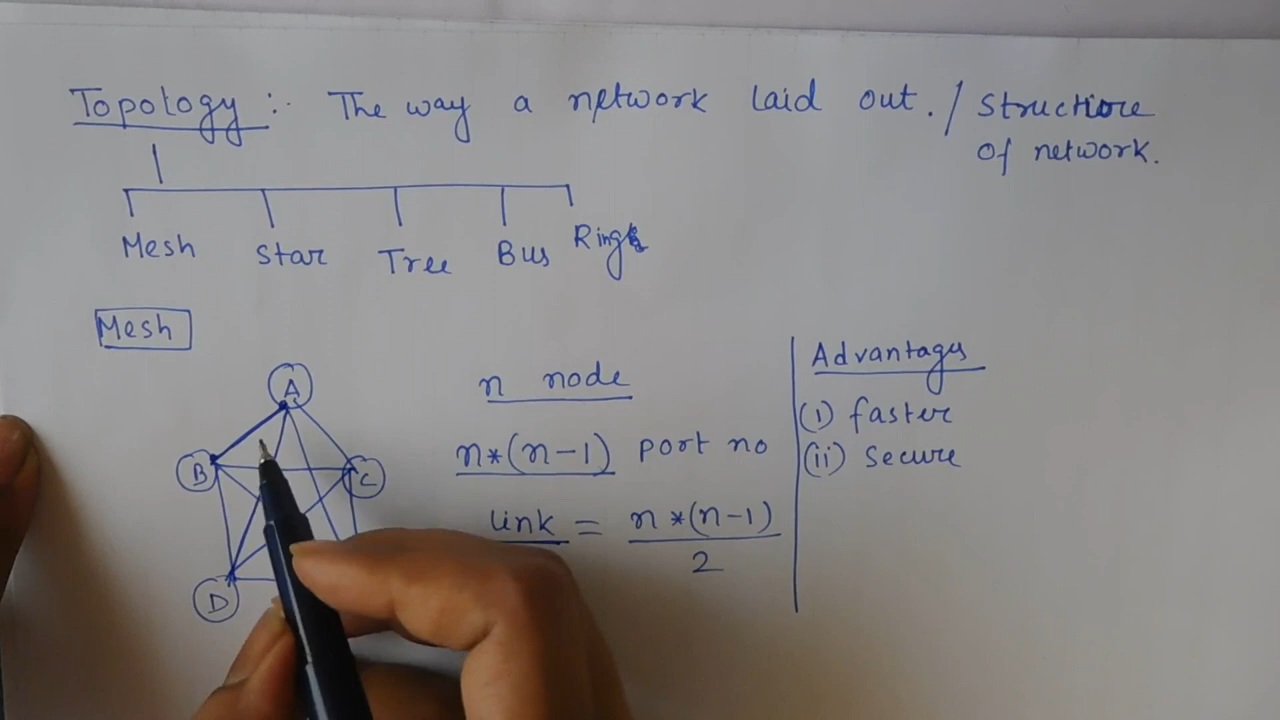 Topology :- The way a network laid out. / Structure
of network.
Mesh Star Tree Bus Ring
Mesh
A
B
C
D
n node
n*(n-1) port no
link = n*(n-1)
2
Advantages
(i) faster
(ii) secure